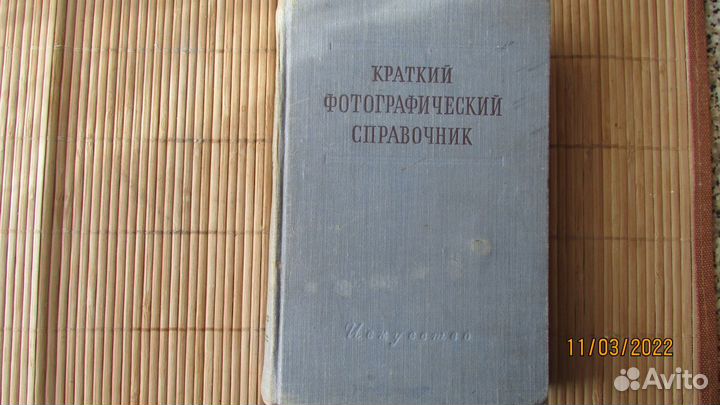 КРАТКИЙ
ФОТОГРАФИЧЕСКИЙ
СПРАВОЧНИК
Искусство
11/03/2022
Avito